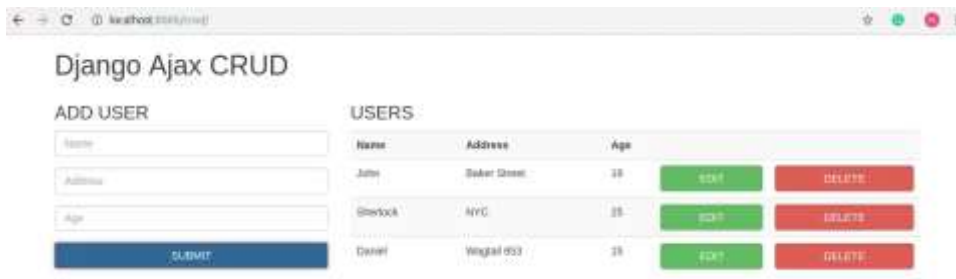 localhost
Django Ajax CRUD
ADD USER
Name
Address
Age
SUBMIT
USERS
Name Address Age
John Baker Street EDIT DELETE
Sherlock NYC EDIT DELETE
Daniel Wingtail EDIT DELETE